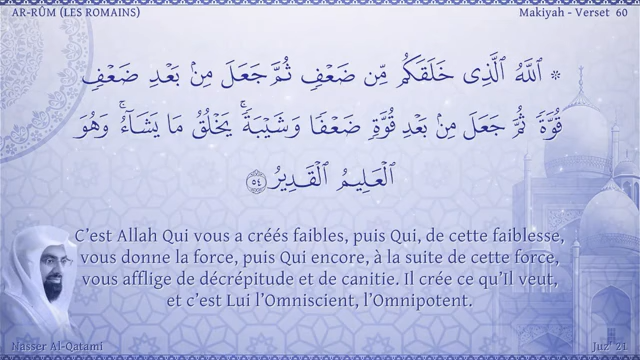 AR-RÛM (LES ROMAINS)
Makiyah - Verset 60
۞ ٱللَّهُ ٱلَّذِى خَلَقَكُم مِّن ضَعْفٍ ثُمَّ جَعَلَ مِنۢ بَعْدِ ضَعْفٍ
قُوَّةً ثُمَّ جَعَلَ مِنۢ بَعْدِ قُوَّةٍ ضَعْفًا وَشَيْبَةً ۚ يَخْلُقُ مَا يَشَآءُ ۖ وَهُوَ
ٱلْعَلِيمُ ٱلْقَدِيرُ ٥٤
C’est Allah Qui vous a créés faibles, puis Qui, de cette faiblesse,
vous donne la force, puis Qui encore, à la suite de cette force,
vous afflige de décrépitude et de canitie. Il crée ce qu’Il veut,
et c’est Lui l’Omniscient, l’Omnipotent.
Nasser Al-Qatami
Juz' 21